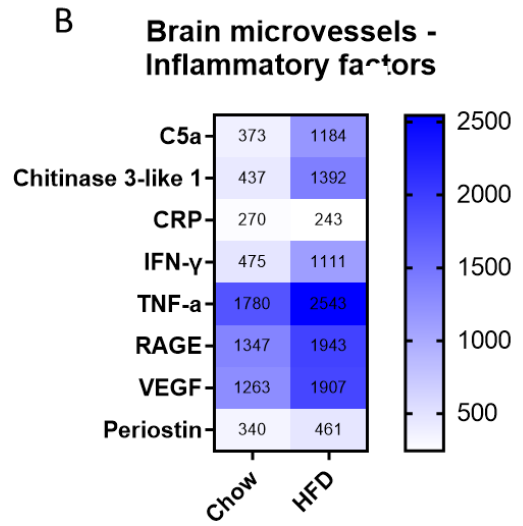 B
Brain microvessels -
Inflammatory factors
C5a 373 1184
Chitinase 3-like 1 437 1392
CRP 270 243
IFN-γ 475 1111
TNF-a 1780 2543
RAGE 1347 1943
VEGF 1263 1907
Periostin 340 461
Chow HFD
2500
2000
1500
1000
500